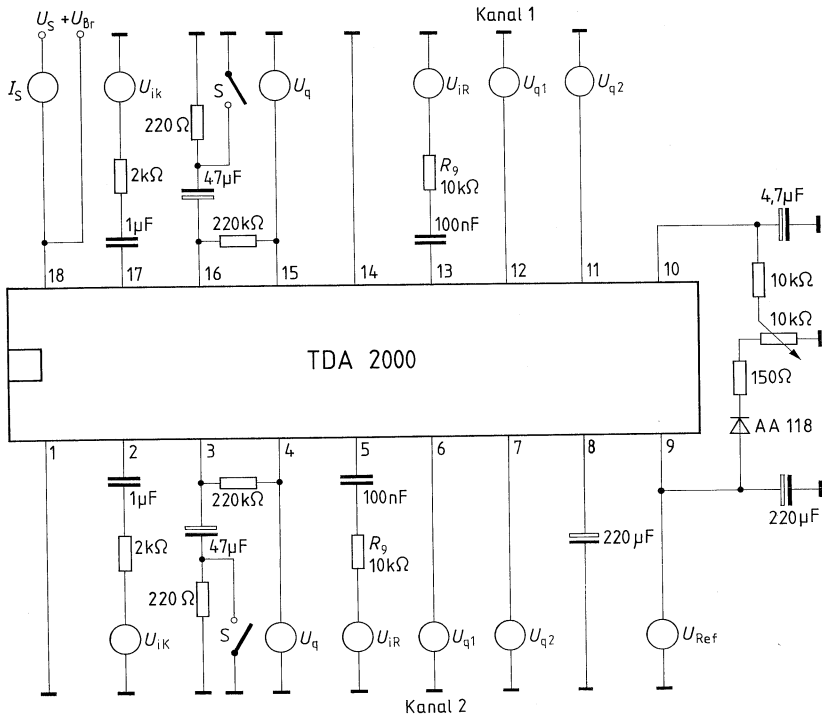 Kanal 1
U_S + U_Br
I_S
U_ik
S
U_q
U_iR
U_q1
U_q2
220 Ω
2kΩ
47µF
R_9
10kΩ
4,7µF
1µF
220kΩ
100nF
18
17
16
15
14
13
12
11
10
10kΩ
10kΩ
TDA 2000
150Ω
AA 118
1
2
3
4
5
6
7
8
9
1µF
220kΩ
100nF
220µF
2kΩ
47µF
R_9
10kΩ
220 µF
220 Ω
S
U_iK
U_q
U_iR
U_q1
U_q2
U_Ref
Kanal 2